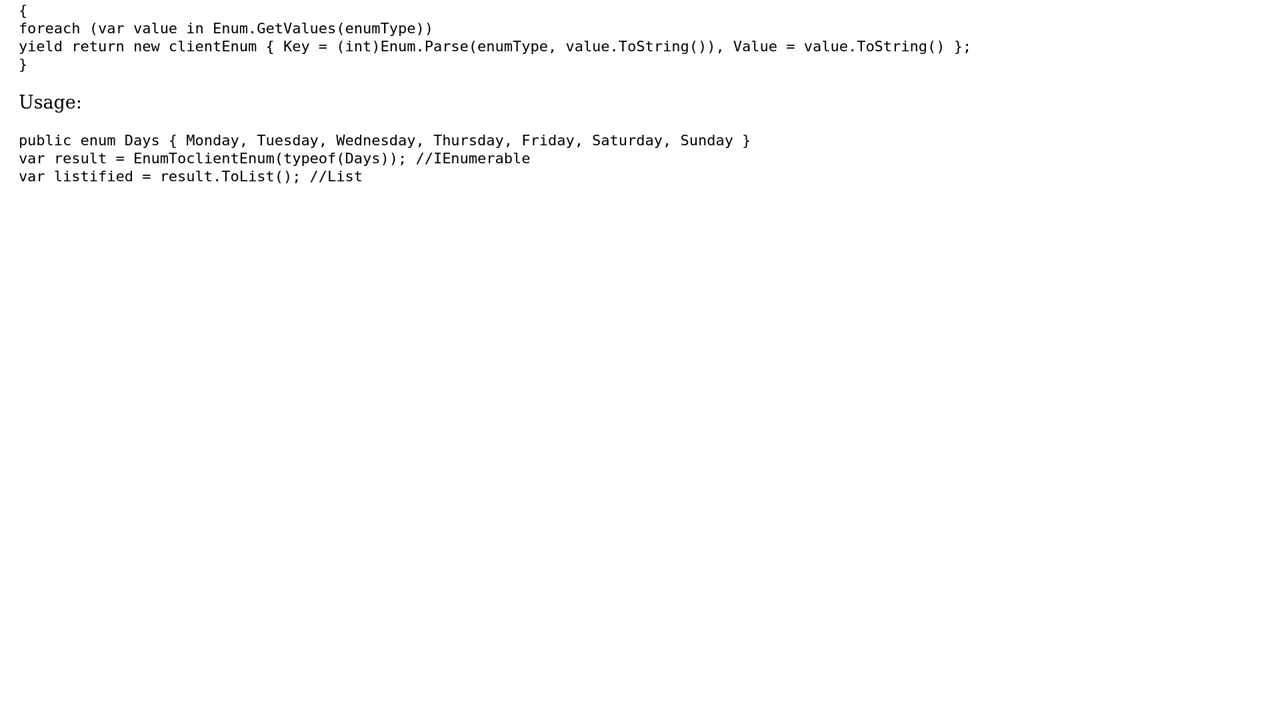 {
foreach (var value in Enum.GetValues(enumType))
yield return new clientEnum { Key = (int)Enum.Parse(enumType, value.ToString()), Value = value.ToString() };
}
Usage:
public enum Days { Monday, Tuesday, Wednesday, Thursday, Friday, Saturday, Sunday }
var result = EnumToclientEnum(typeof(Days)); //IEnumerable
var listified = result.ToList(); //List